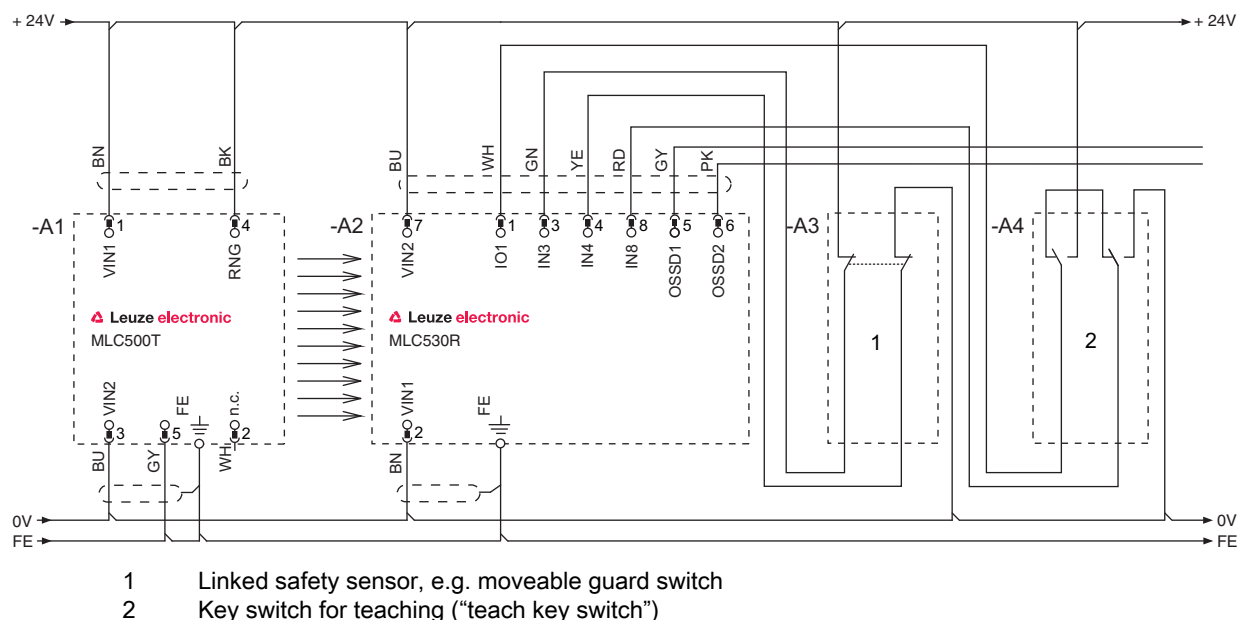 + 24V
+ 24V
BN
BK
BU
WH
GN
YE
RD
GY
PK
-A1
1
VIN1
4
RNG
-A2
7
VIN2
1
IO1
3
IN3
4
IN4
8
IN8
5
OSSD1
6
OSSD2
-A3
-A4
Leuze electronic
MLC500T
Leuze electronic
MLC530R
1
2
VIN2
3
5
FE
n.c.
2
VIN1
2
FE
BU
GY
WH
BN
0V
0V
FE
FE
1 Linked safety sensor, e.g. moveable guard switch
2 Key switch for teaching (“teach key switch”)